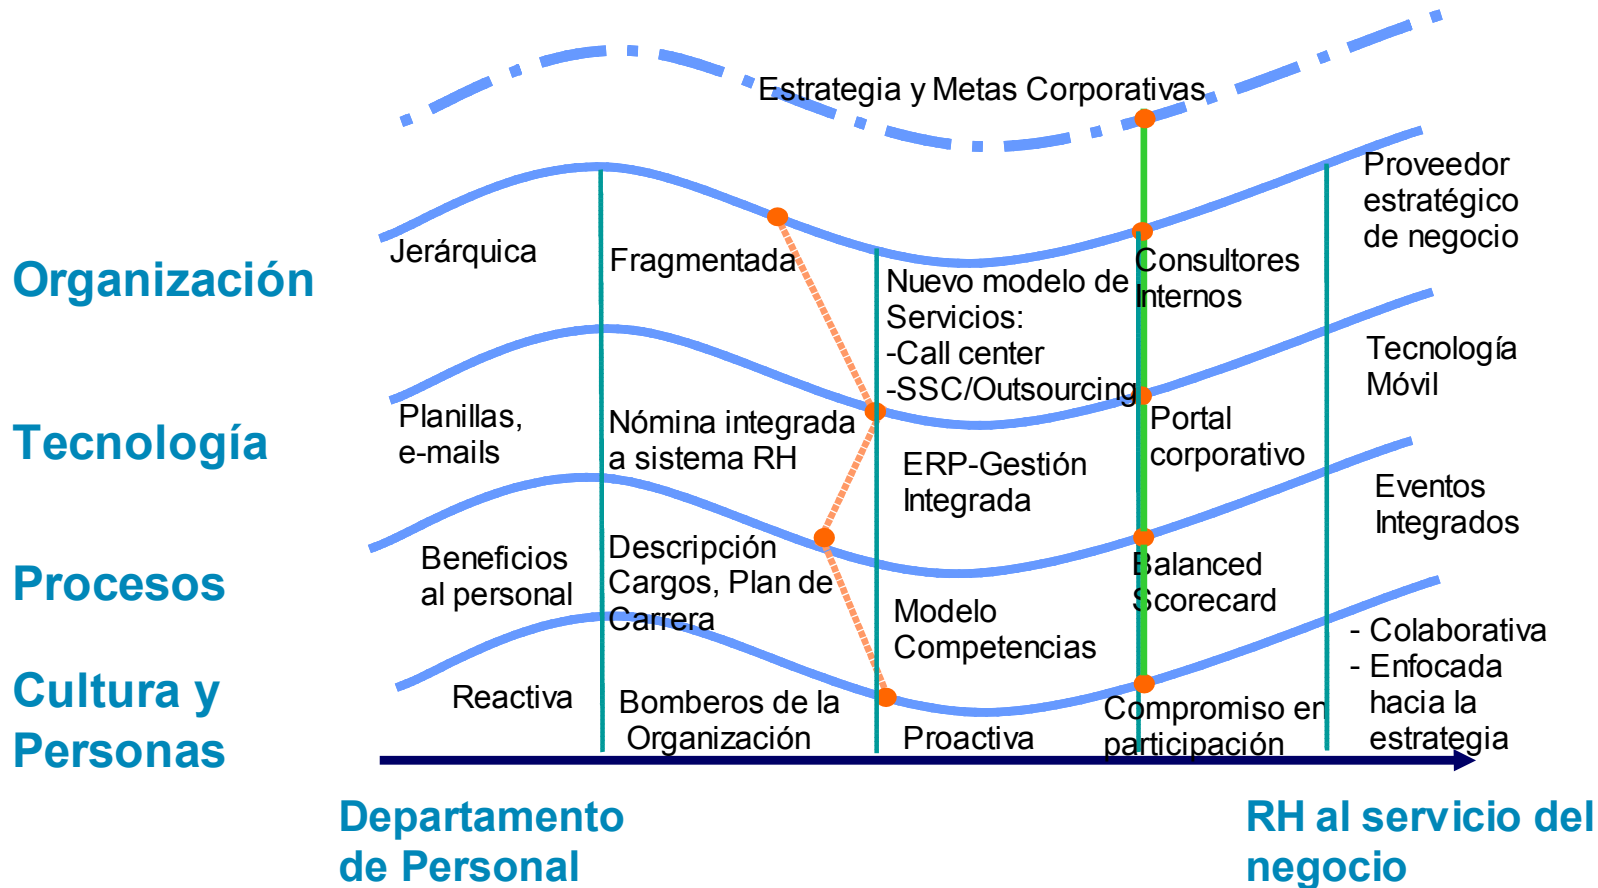 Estrategia y Metas Corporativas
Organización
Jerárquica
Fragmentada
Nuevo modelo de
Servicios:
-Call center
-SSC/Outsourcing
Consultores
Internos
Proveedor
estratégico
de negocio
Tecnología
Planillas,
e-mails
Nómina integrada
a sistema RH
ERP-Gestión
Integrada
Portal
corporativo
Tecnología
Móvil
Procesos
Beneficios
al personal
Descripción
Cargos, Plan de
Carrera
Modelo
Competencias
Balanced
Scorecard
Eventos
Integrados
Cultura y
Personas
Reactiva
Bomberos de la
Organización
Proactiva
Compromiso en
participación
- Colaborativa
- Enfocada
hacia la
estrategia
Departamento
de Personal
RH al servicio del
negocio